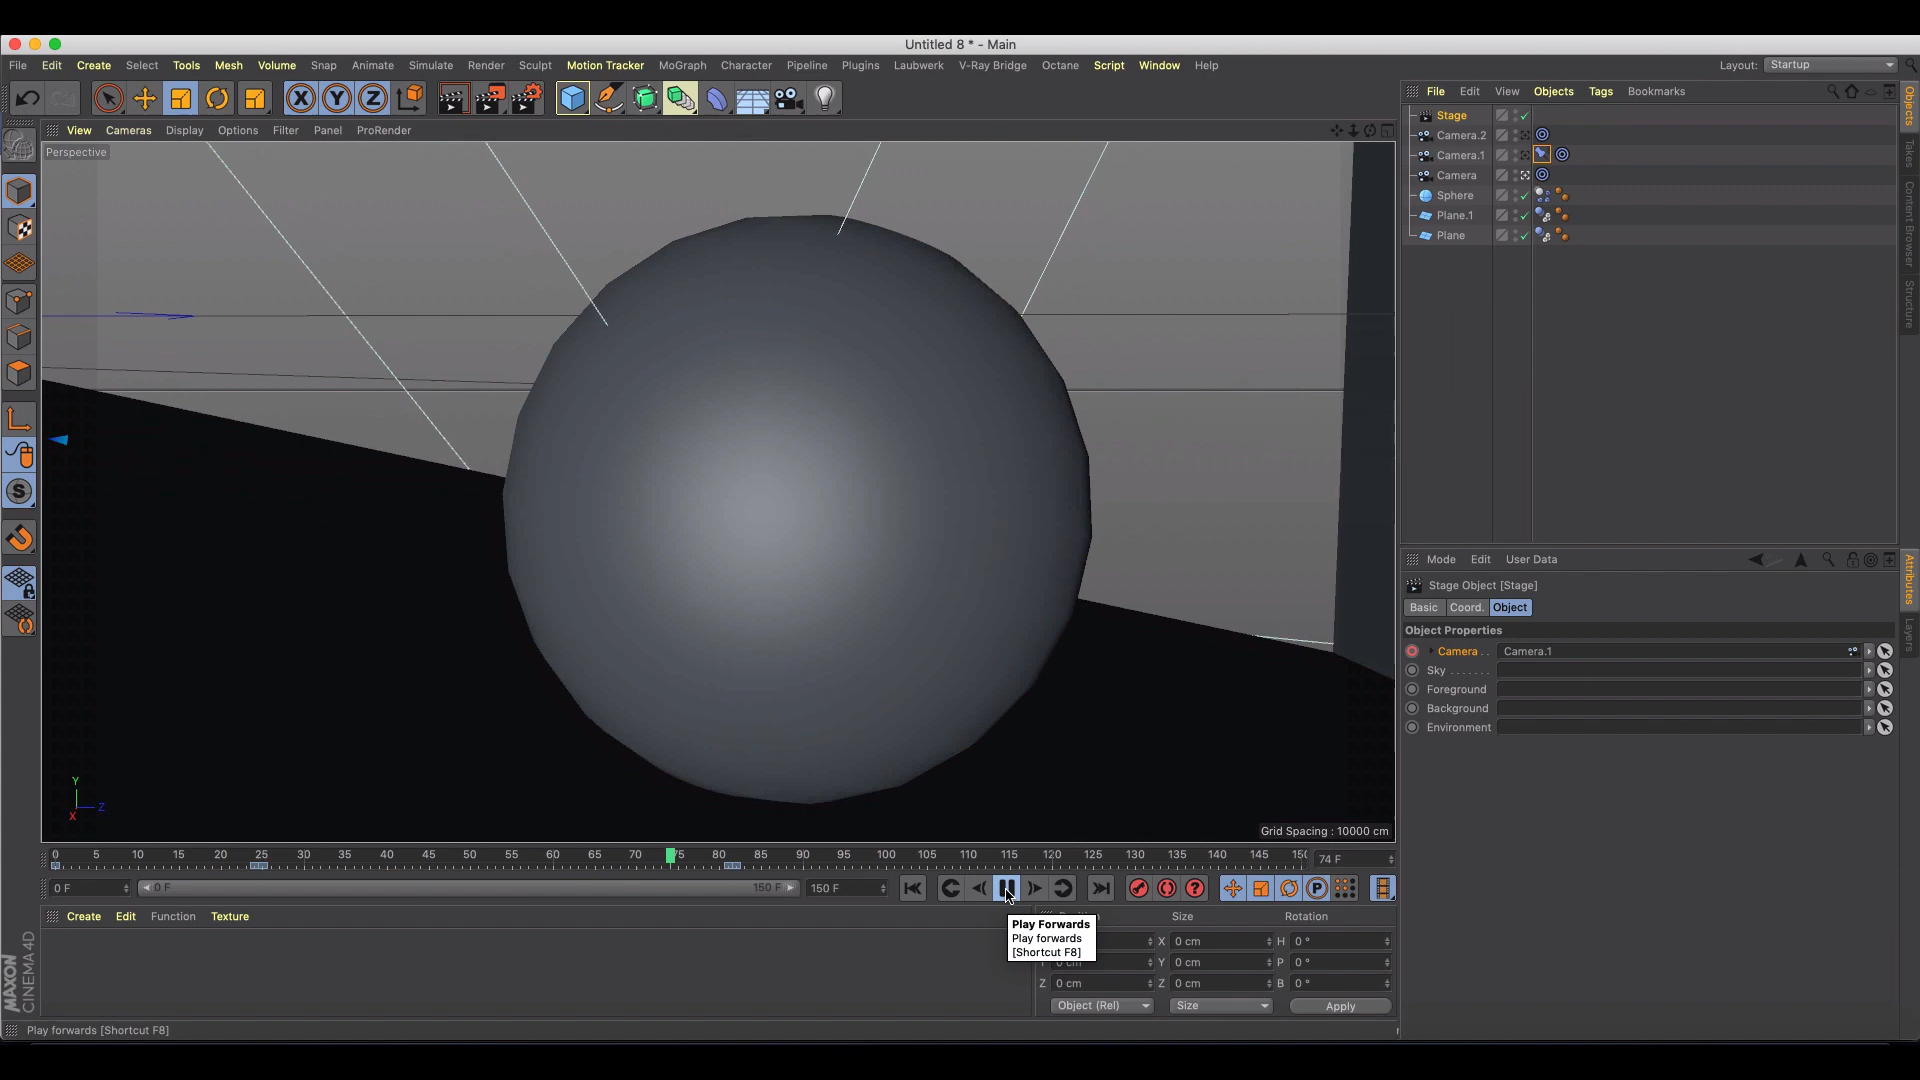 Untitled 8 * - Main
File Edit Create Select Tools Mesh Volume Snap Animate Simulate Render Sculpt Motion Tracker MoGraph Character Pipeline Plugins Laubwerk V-Ray Bridge Octane Script Window Help Layout: Startup
X Y Z
File Edit View Objects Tags Bookmarks
View Cameras Display Options Filter Panel ProRender
Perspective
Stage
Camera.2
Camera.1
Camera
Sphere
Plane.1
Plane
Objects
Takes
Content Browser
Structure
S
Mode Edit User Data
Stage Object [Stage]
Basic Coord. Object
Object Properties
Camera . . Camera.1
Sky . . . . . . .
Foreground
Background
Environment
Attributes
Layers
Y
Z
X
Grid Spacing : 10000 cm
0 5 10 15 20 25 30 35 40 45 50 55 60 65 70 75 80 85 90 95 100 105 110 115 120 125 130 135 140 145 150 74 F
0 F 0 F 150 F 150 F
P
Create Edit Function Texture
Size Rotation
Play Forwards
Play forwards
[Shortcut F8]
X 0 cm H 0 °
Y 0 cm P 0 °
Z 0 cm Z 0 cm B 0 °
Object (Rel) Size Apply
MAXON
CINEMA 4D
Play forwards [Shortcut F8]